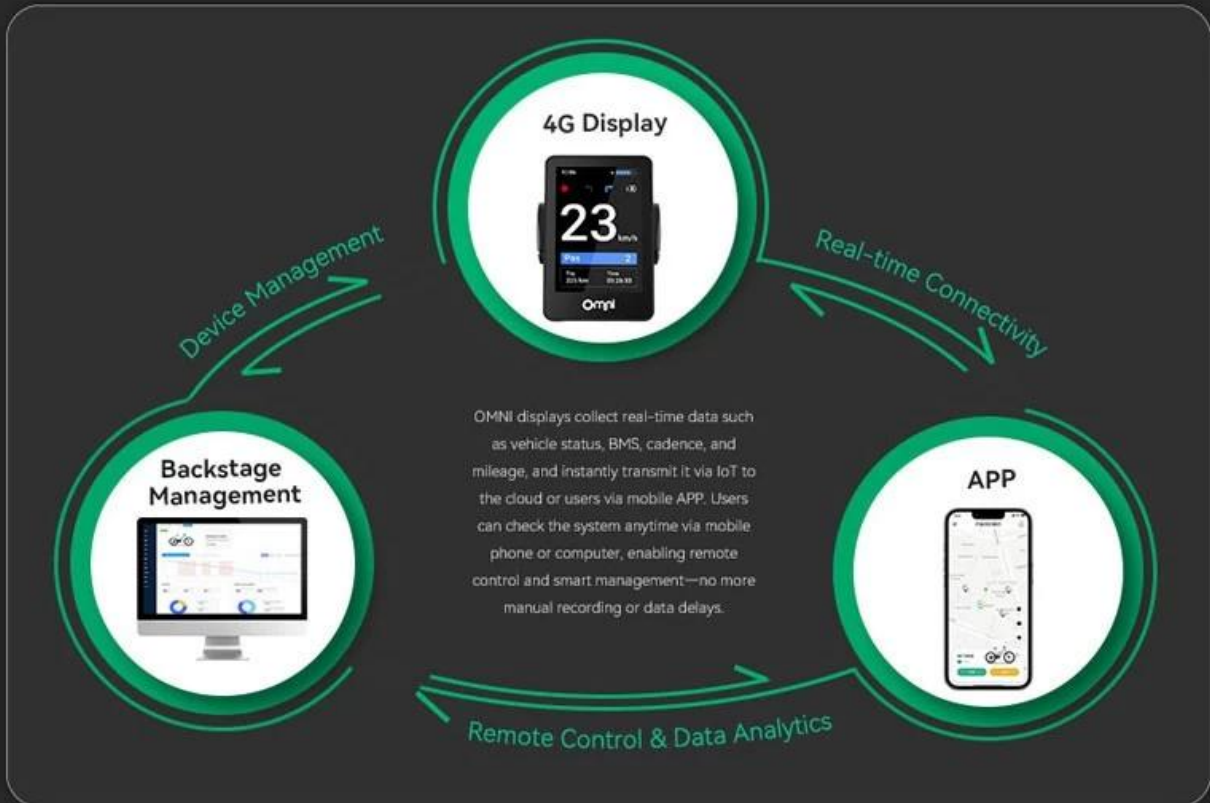 4G Display
23
km/h
Pas 2
Omni
Device Management
Real-time Connectivity
OMNI displays collect real-time data such
as vehicle status, BMS, cadence, and
mileage, and instantly transmit it via IoT to
the cloud or users via mobile APP. Users
can check the system anytime via mobile
phone or computer, enabling remote
control and smart management—no more
manual recording or data delays.
Backstage
Management
APP
Remote Control & Data Analytics